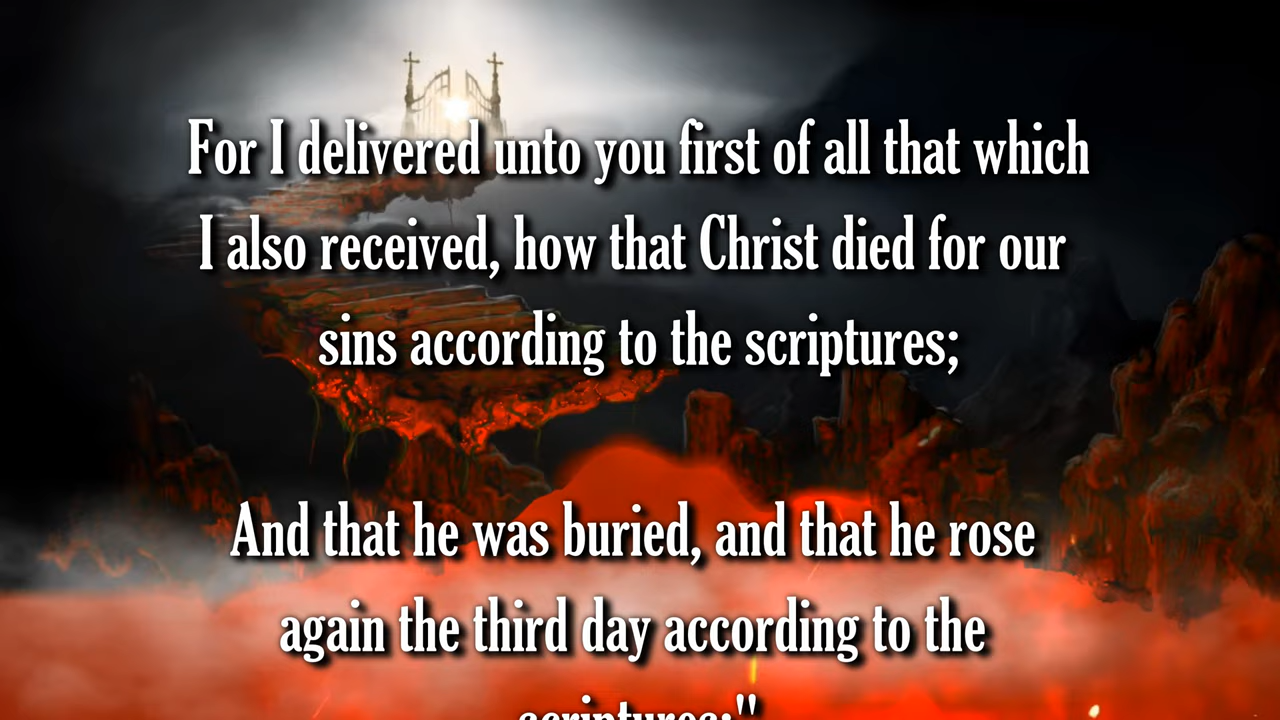 For I delivered unto you first of all that which
I also received, how that Christ died for our
sins according to the scriptures;
And that he was buried, and that he rose
again the third day according to the
scriptures:"